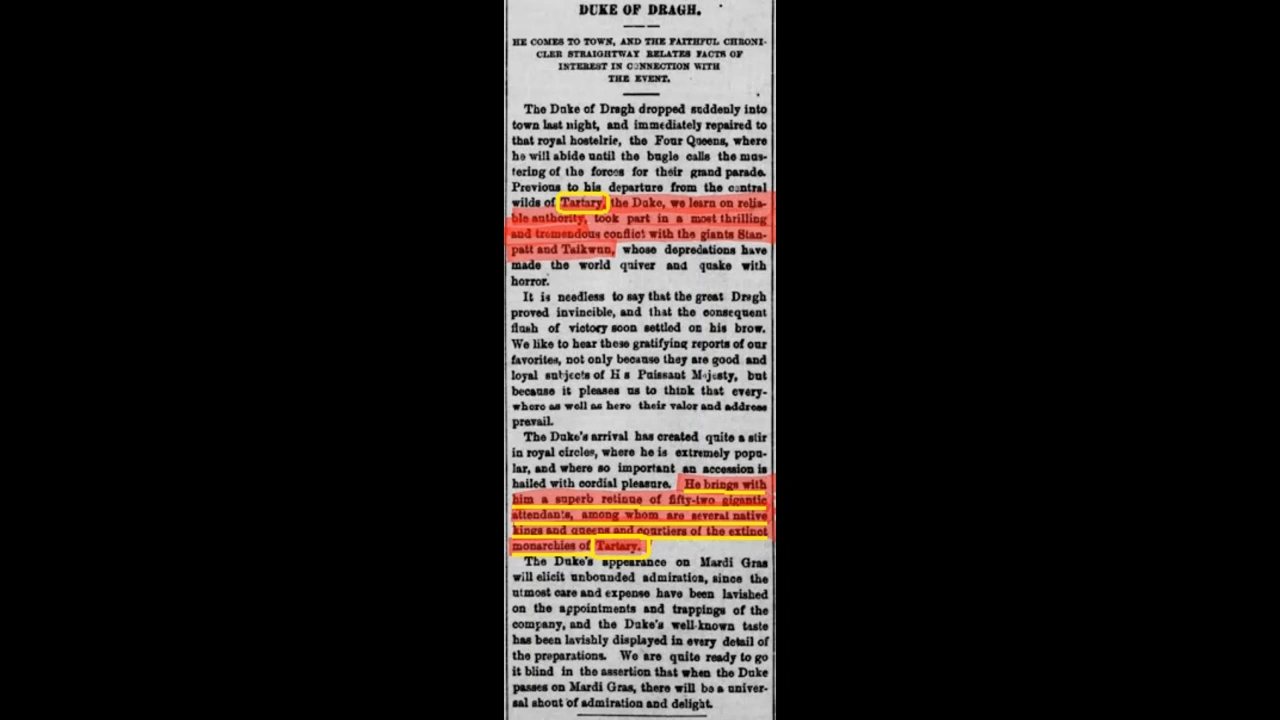 DUKE OF DRAGH.
HE COMES TO TOWN, AND THE FAITHFUL CHRONI-
CLER STRAIGHTWAY RELATES FACTS OF
INTEREST IN CONNECTION WITH
THE EVENT.
The Duke of Dragh dropped suddenly into
town last night, and immediately repaired to
that royal hostelrie, the Four Queens, where
he will abide until the bugle calls the mus-
tering of the forces for their grand parade.
Previous to his departure from the central
wilds of Tartary, the Duke, we learn on relia-
ble authority, took part in a most thrilling
and tremendous conflict with the giants Stan-
patt and Talkwun, whose depredations have
made the world quiver and quake with
horror.
It is needless to say that the great Dragh
proved invincible, and that the consequent
flush of victory soon settled on his brow.
We like to hear these gratifying reports of our
favorites, not only because they are good and
loyal subjects of H s Puissant Majesty, but
because it pleases us to think that every-
where as well as here their valor and address
prevail.
The Duke's arrival has created quite a stir
in royal circles, where he is extremely popu-
lar, and where so important an accession is
hailed with cordial pleasure. He brings with
him a superb retinue of fifty-two gigantic
attendants, among whom are several native
kings and queens and courtiers of the extinct
monarchies of Tartary.
The Duke's appearance on Mardi Gras
will elicit unbounded admiration, since the
utmost care and expense have been lavished
on the appointments and trappings of the
company, and the Duke's well-known taste
has been lavishly displayed in every detail of
the preparations. We are quite ready to go
it blind in the assertion that when the Duke
passes on Mardi Gras, there will be a univer-
sal shout of admiration and delight.